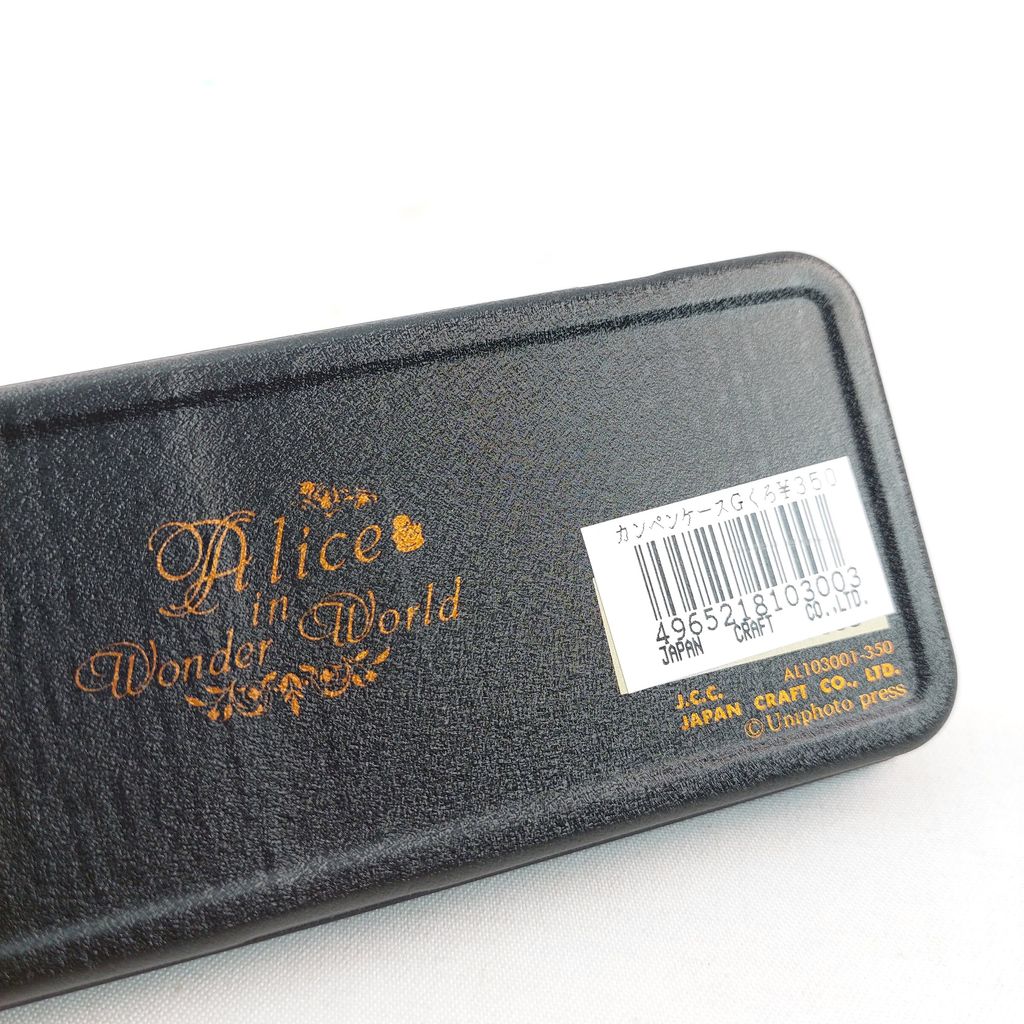 Alice
in
Wonder World
カンペンケースGくろ¥350
4965218103003
JAPAN CRAFT CO.,LTD.
AL103001-350
J.C.C.
JAPAN CRAFT CO., LTD.
©Uniphoto press